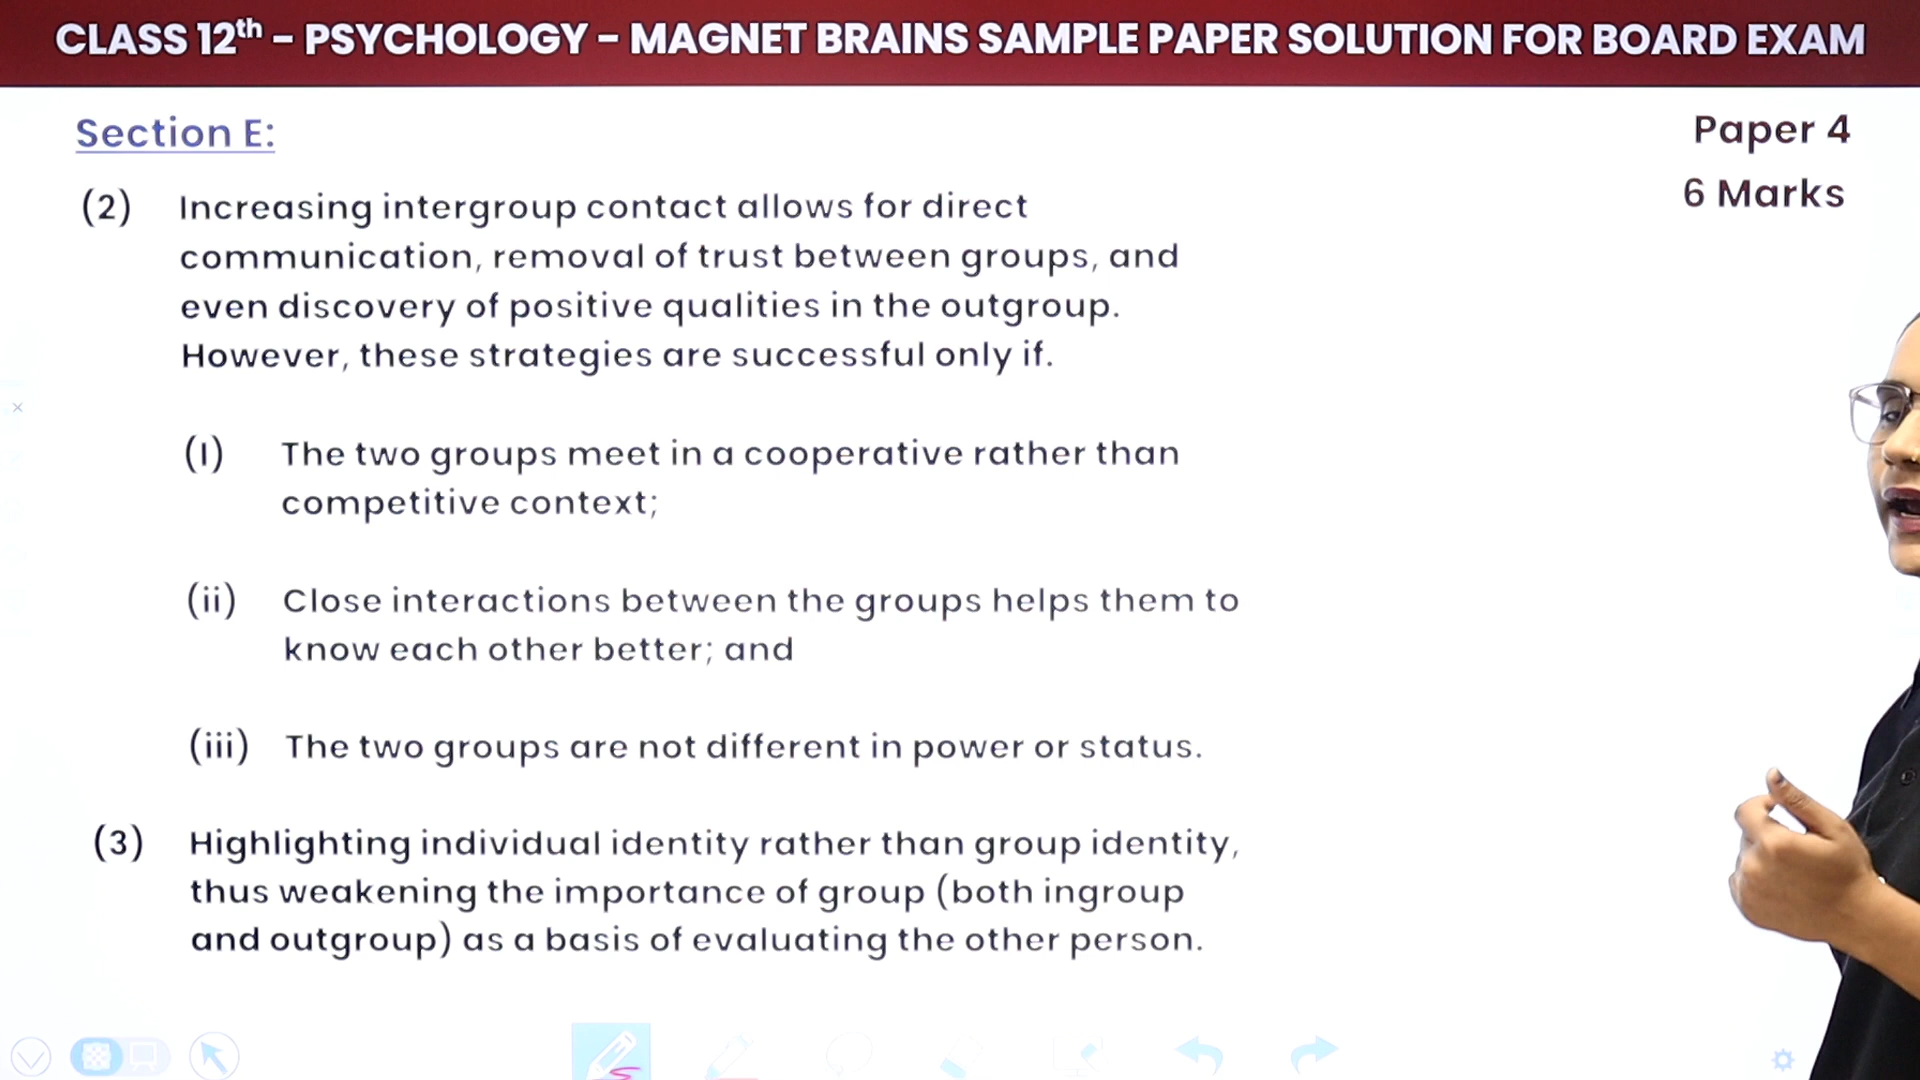 CLASS 12th - PSYCHOLOGY - MAGNET BRAINS SAMPLE PAPER SOLUTION FOR BOARD EXAM
Section E:
Paper 4
6 Marks
(2) Increasing intergroup contact allows for direct
communication, removal of trust between groups, and
even discovery of positive qualities in the outgroup.
However, these strategies are successful only if.
(I) The two groups meet in a cooperative rather than
competitive context;
(ii) Close interactions between the groups helps them to
know each other better; and
(iii) The two groups are not different in power or status.
(3) Highlighting individual identity rather than group identity,
thus weakening the importance of group (both ingroup
and outgroup) as a basis of evaluating the other person.